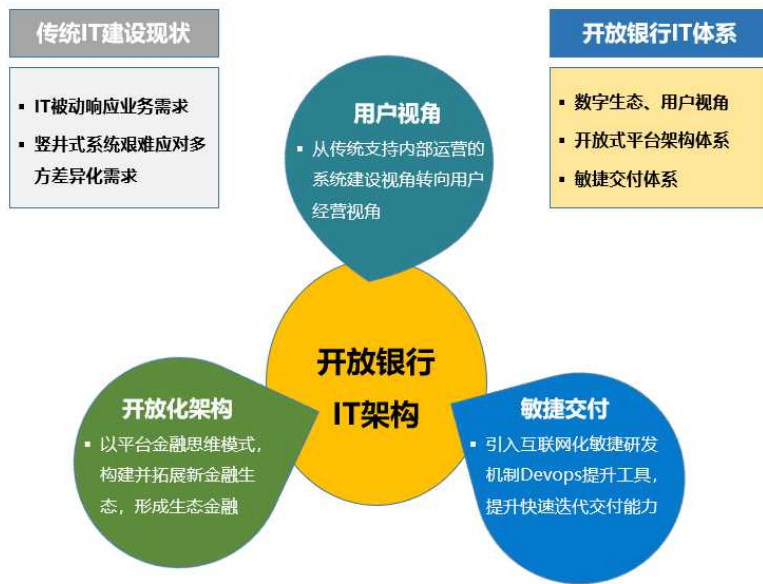 传统IT建设现状
▪ IT被动响应业务需求
▪ 竖井式系统艰难应对多
方差异化需求
开放银行IT体系
▪ 数字生态、用户视角
▪ 开放式平台架构体系
▪ 敏捷交付体系
用户视角
▪ 从传统支持内部运营的
系统建设视角转向用户
经营视角
开放银行
IT架构
开放化架构
▪ 以平台金融思维模式，
构建并拓展新金融生
态，形成生态金融
敏捷交付
▪ 引入互联网化敏捷研发
机制Devops提升工具，
提升快速迭代交付能力